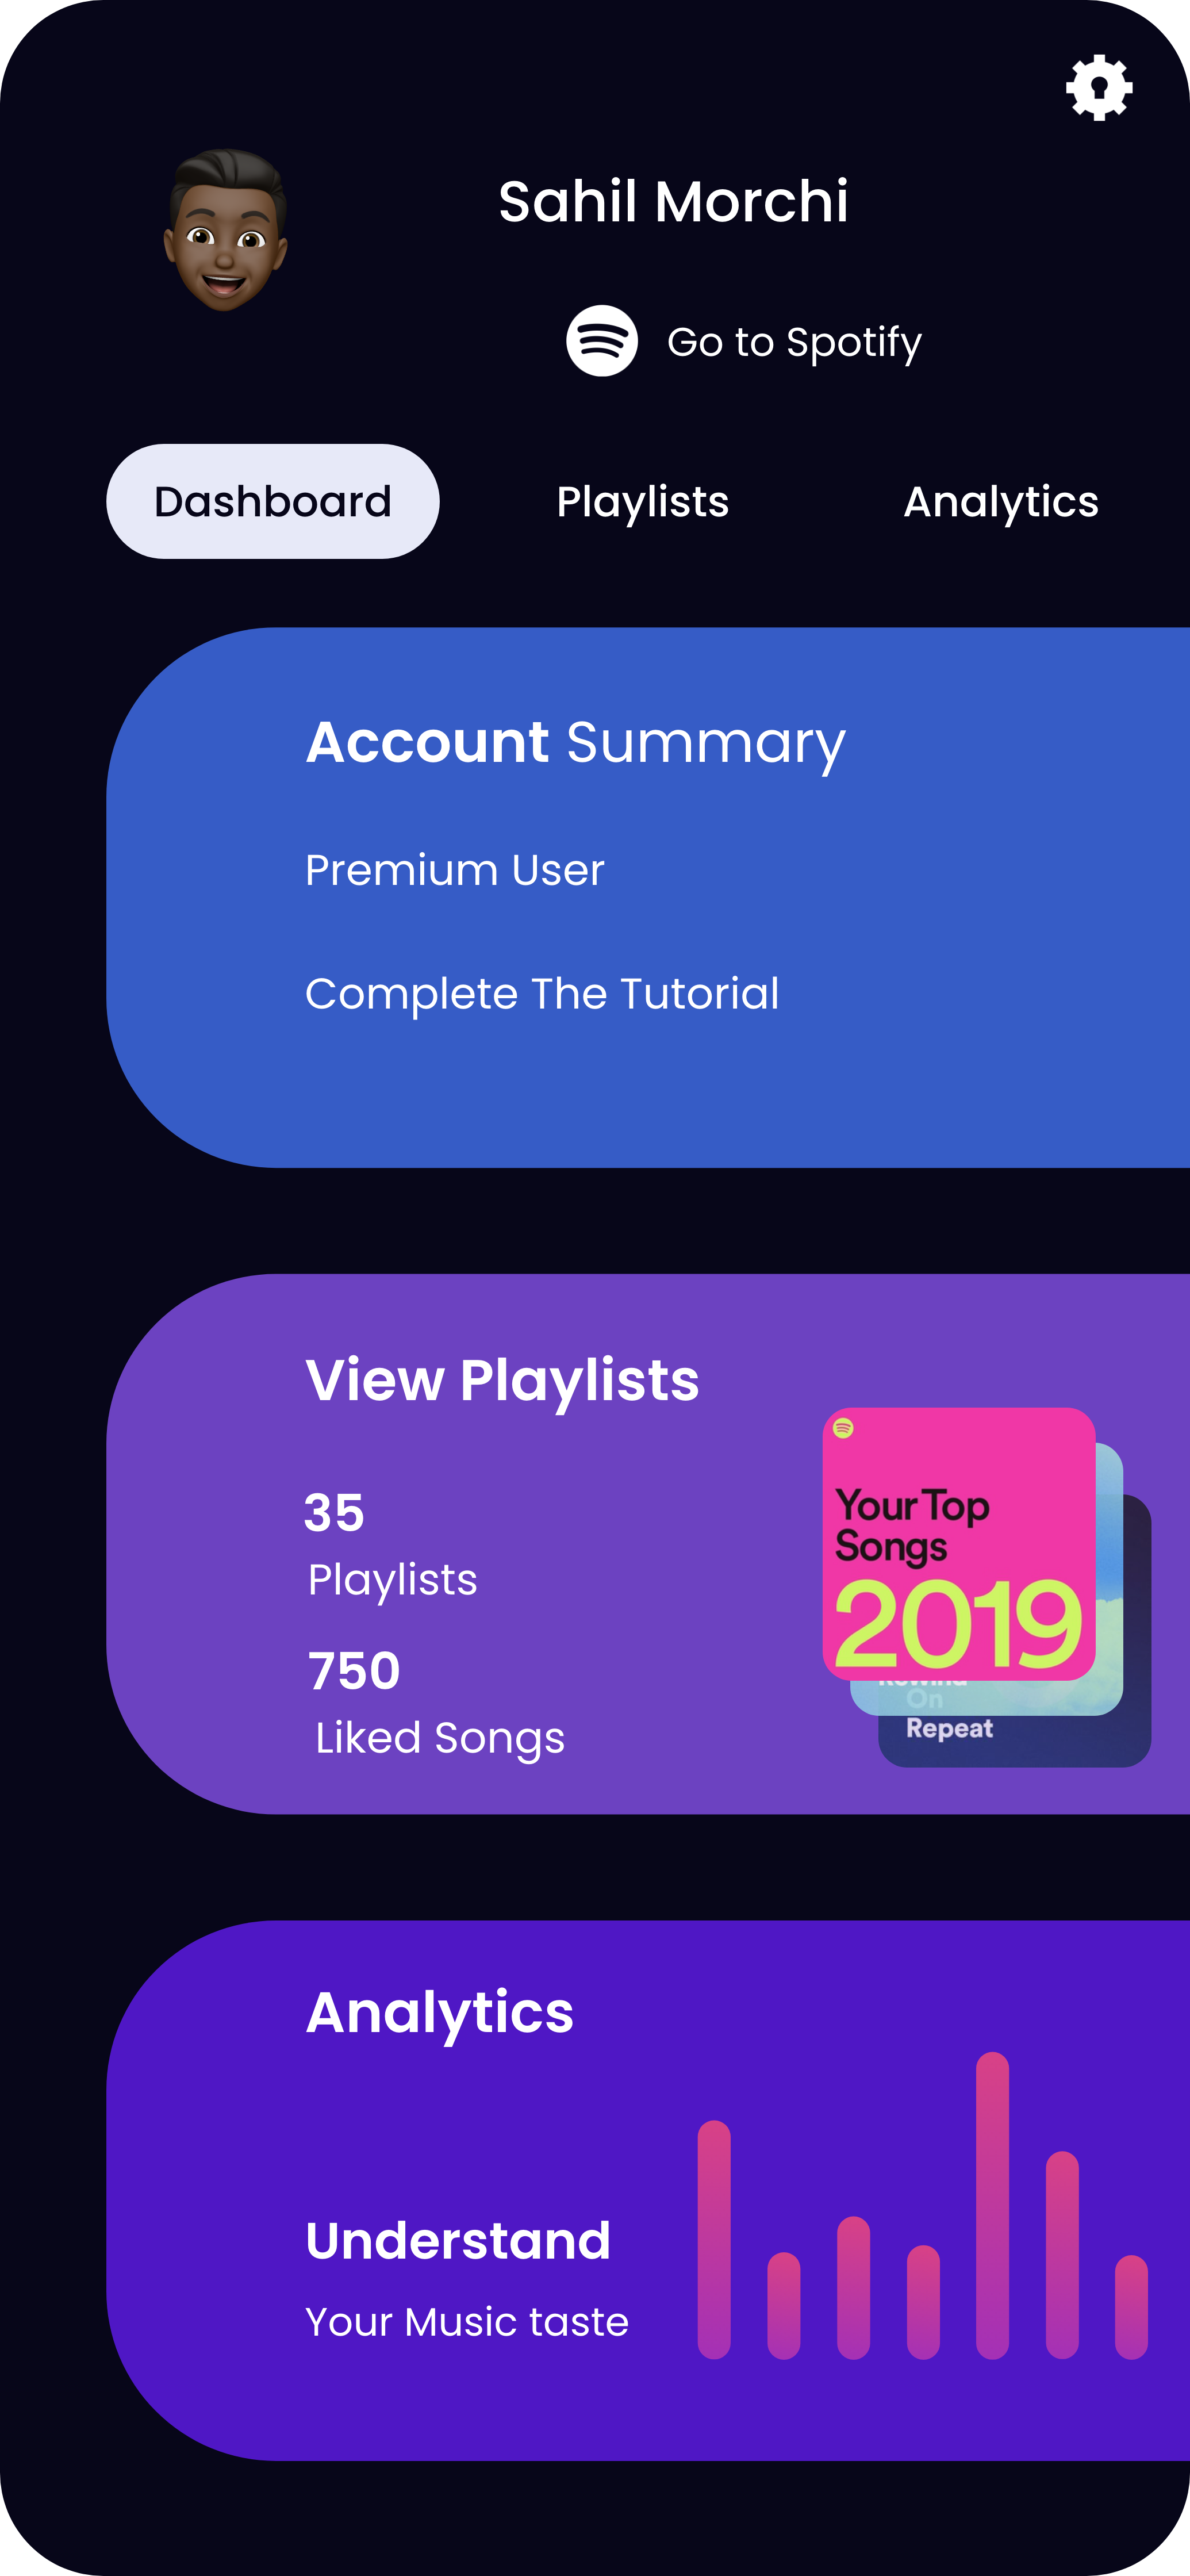 Sahil Morchi
Go to Spotify
Dashboard
Playlists
Analytics
Account Summary
Premium User
Complete The Tutorial
View Playlists
35
Playlists
750
Liked Songs
Your Top
Songs
2019
Rewind
On
Repeat
Analytics
Understand
Your Music taste